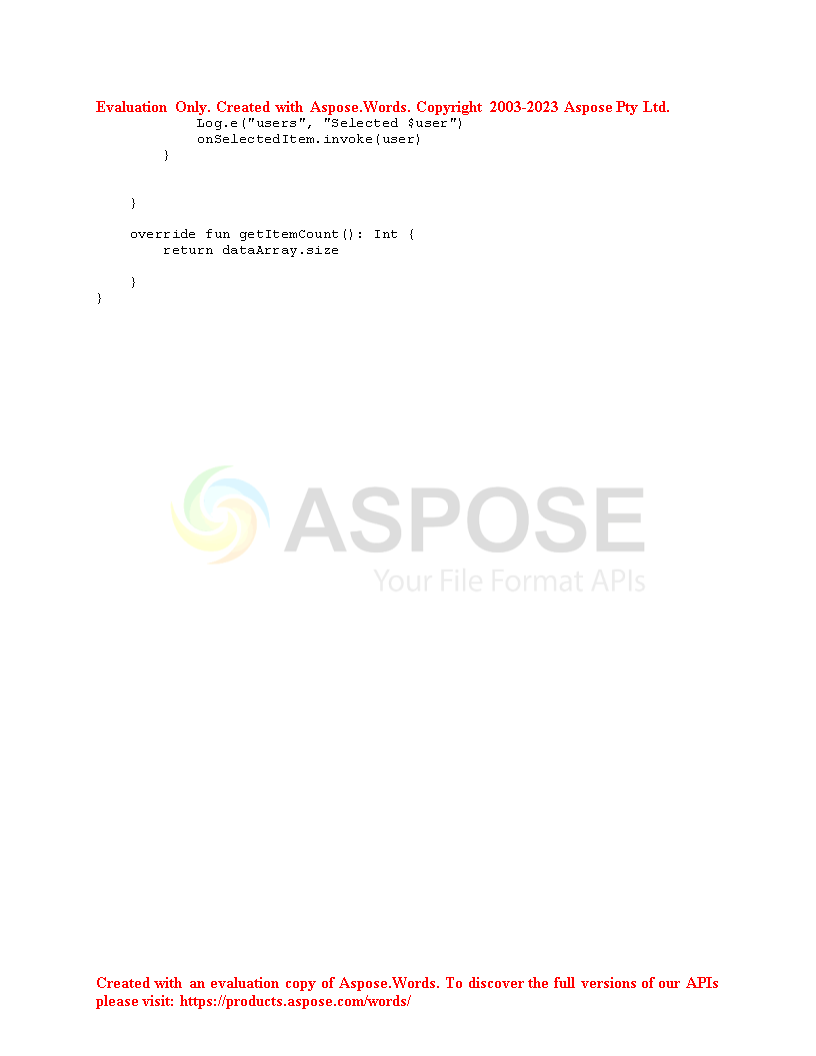 Evaluation Only. Created with Aspose.Words. Copyright 2003-2023 Aspose Pty Ltd.
            Log.e("users", "Selected $user")
            onSelectedItem.invoke(user)
        }
    }
    override fun getItemCount(): Int {
        return dataArray.size
    }
}
ASPOSE
Your File Format APIs
Created with an evaluation copy of Aspose.Words. To discover the full versions of our APIs
please visit: https://products.aspose.com/words/